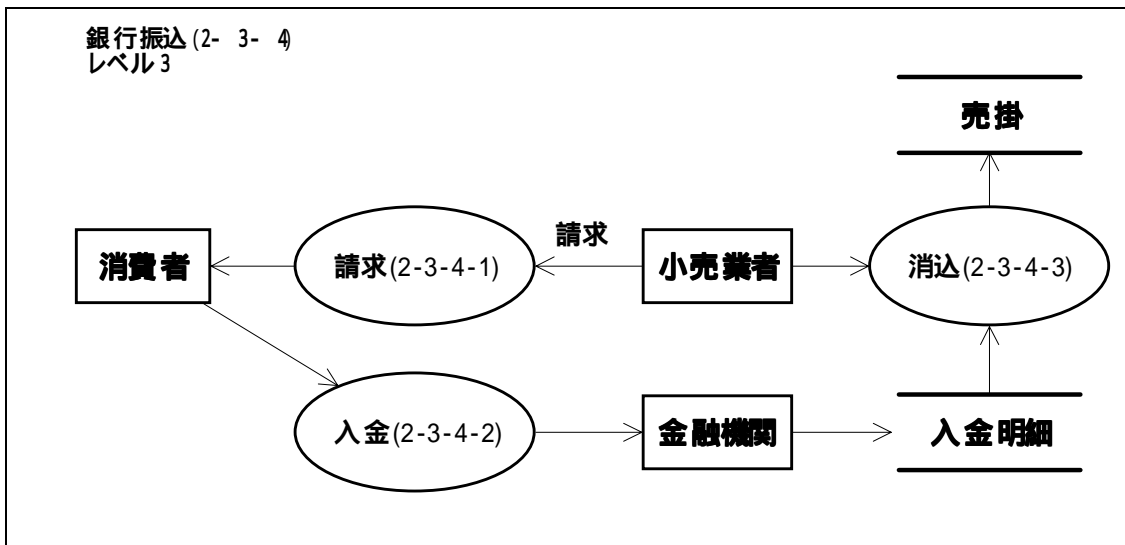 銀行振込(2- 3- 4)
レベル3
売掛
請求
消費者
請求(2-3-4-1)
小売業者
消込(2-3-4-3)
入金(2-3-4-2)
金融機関
入金明細